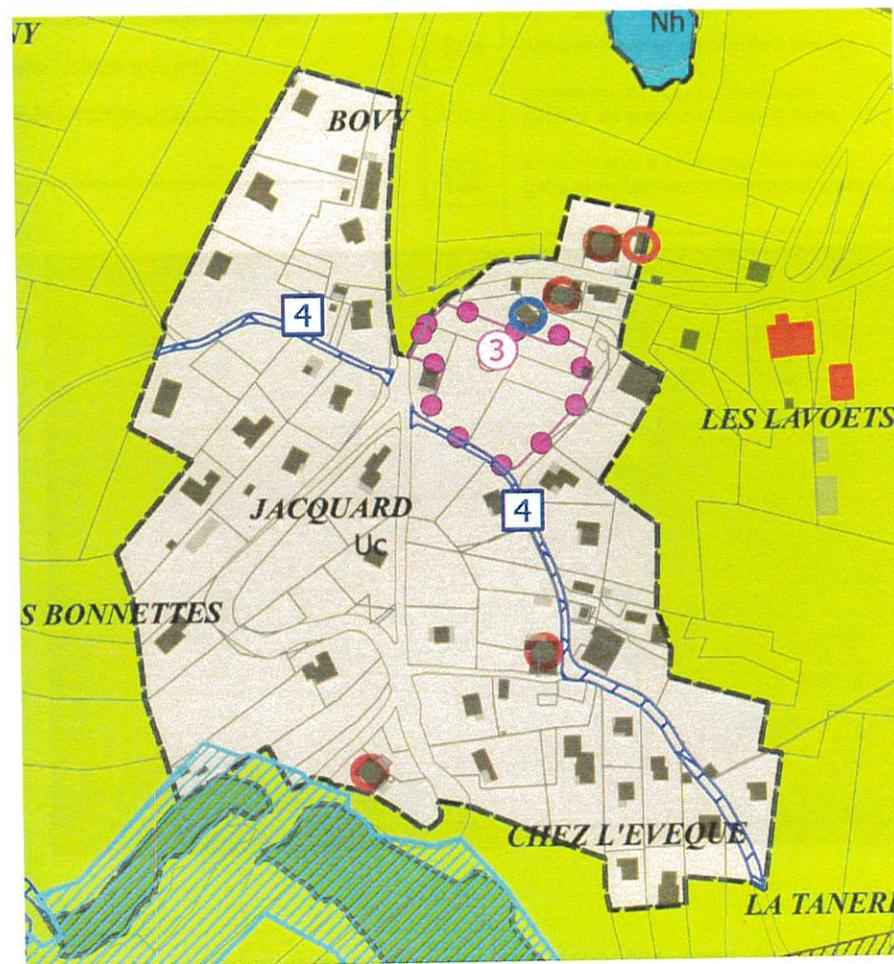 NY
Nh
BOVY
4
3
LES LAVOETS
JACQUARD
4
Uc
S BONNETTES
CHEZ L'EVEQUE
LA TANERI